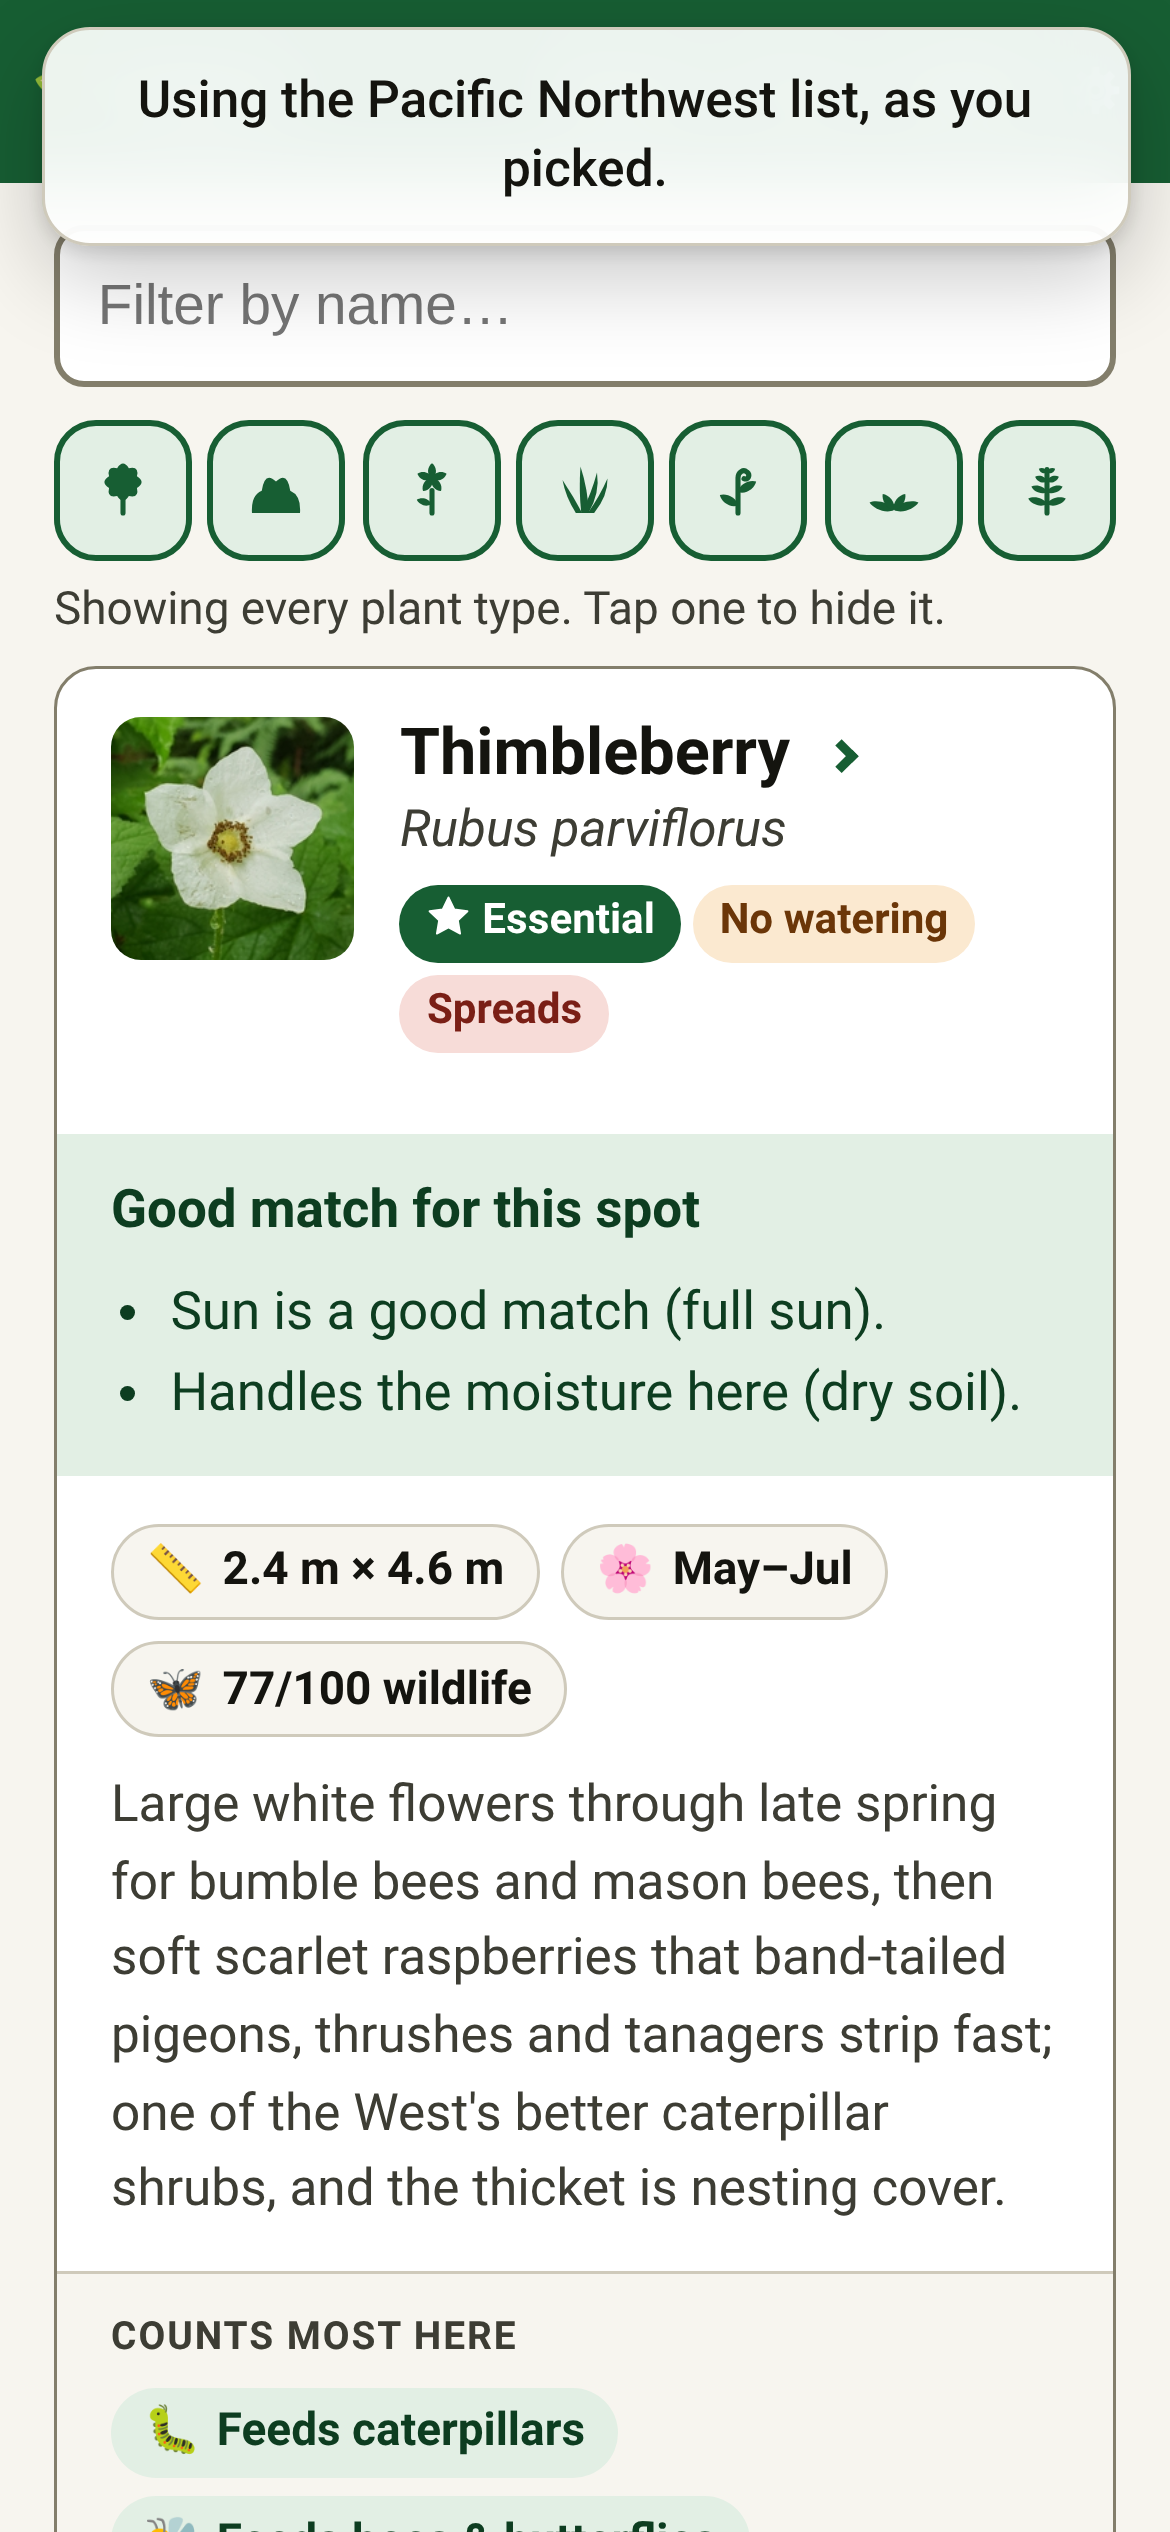 Using the Pacific Northwest list, as you
picked.
Filter by name…
Showing every plant type. Tap one to hide it.
Thimbleberry
Rubus parviflorus
Essential
No watering
Spreads
Good match for this spot
• Sun is a good match (full sun).
• Handles the moisture here (dry soil).
2.4 m × 4.6 m
May–Jul
77/100 wildlife
Large white flowers through late spring
for bumble bees and mason bees, then
soft scarlet raspberries that band-tailed
pigeons, thrushes and tanagers strip fast;
one of the West's better caterpillar
shrubs, and the thicket is nesting cover.
COUNTS MOST HERE
Feeds caterpillars
Feeds bees & butterflies